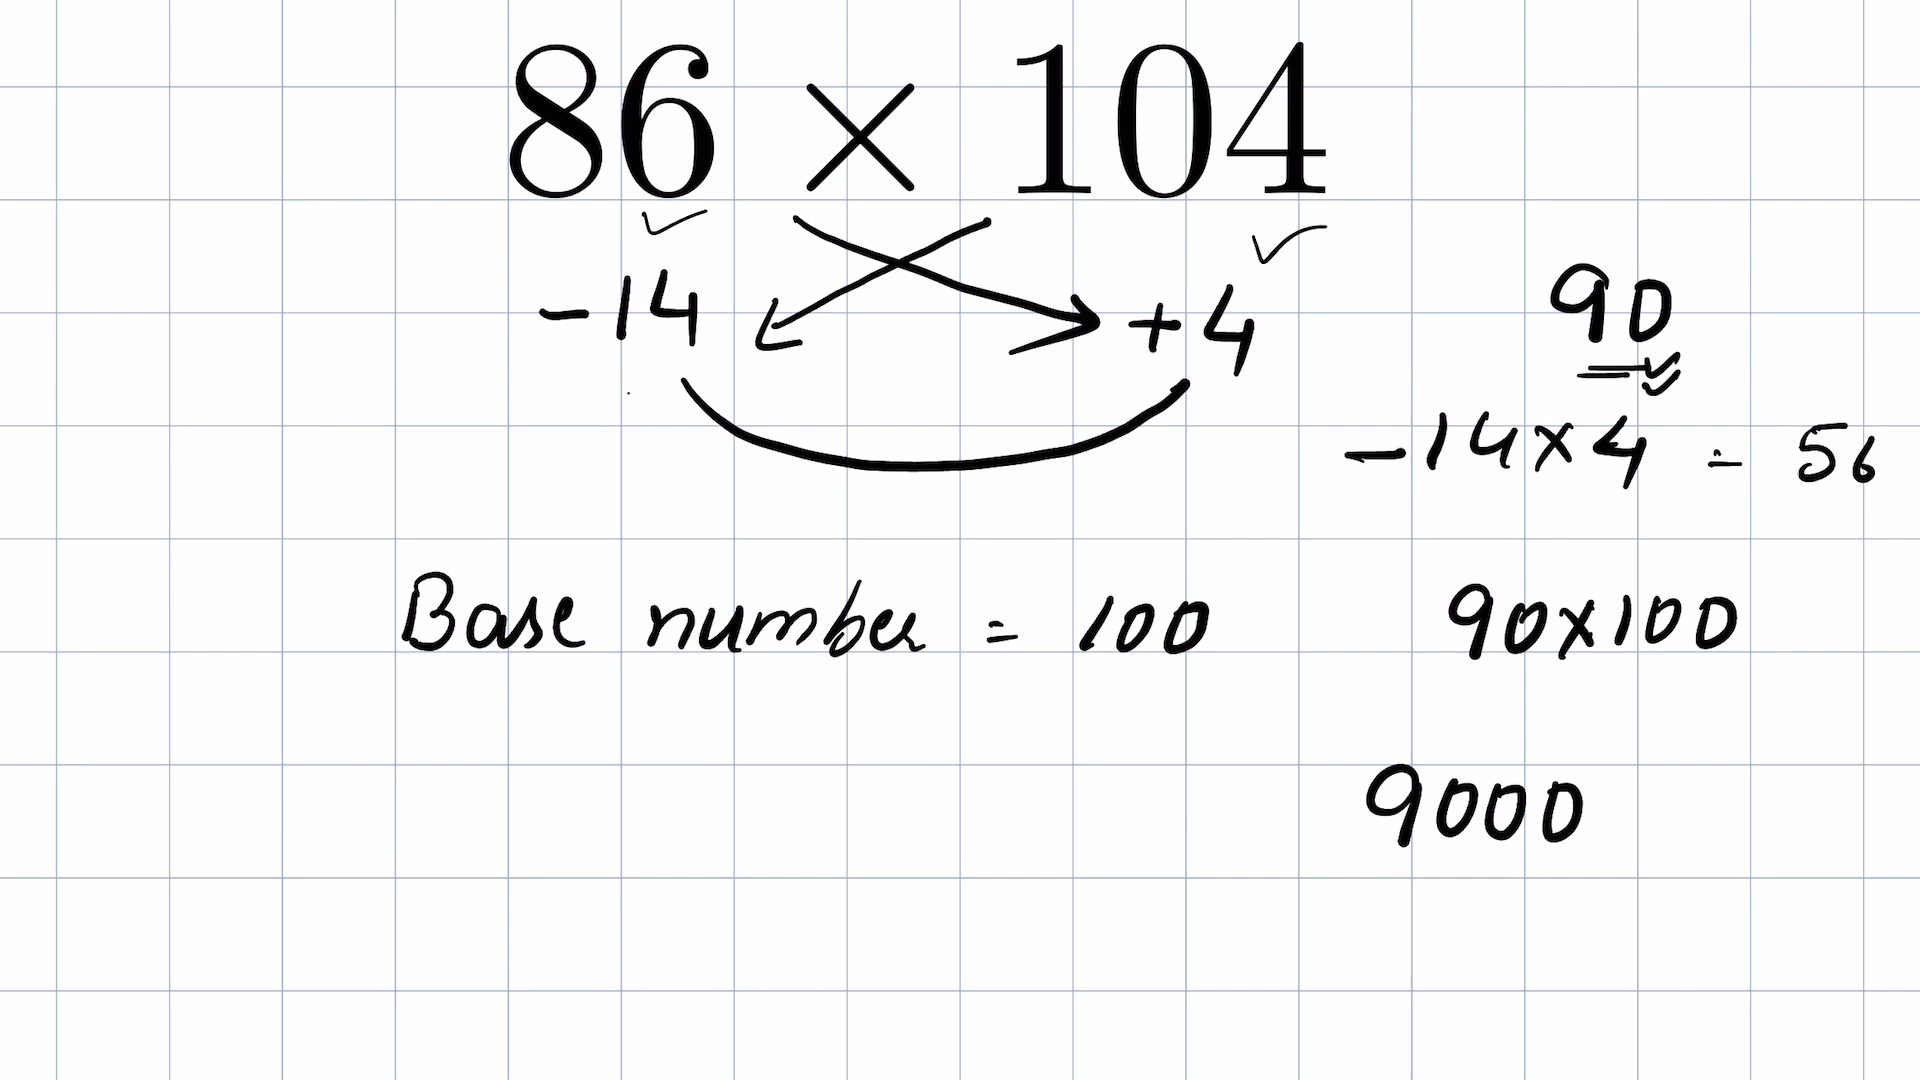 86 × 104
-14 +4
90
-14×4 = 56
Base number = 100
90×100
9000